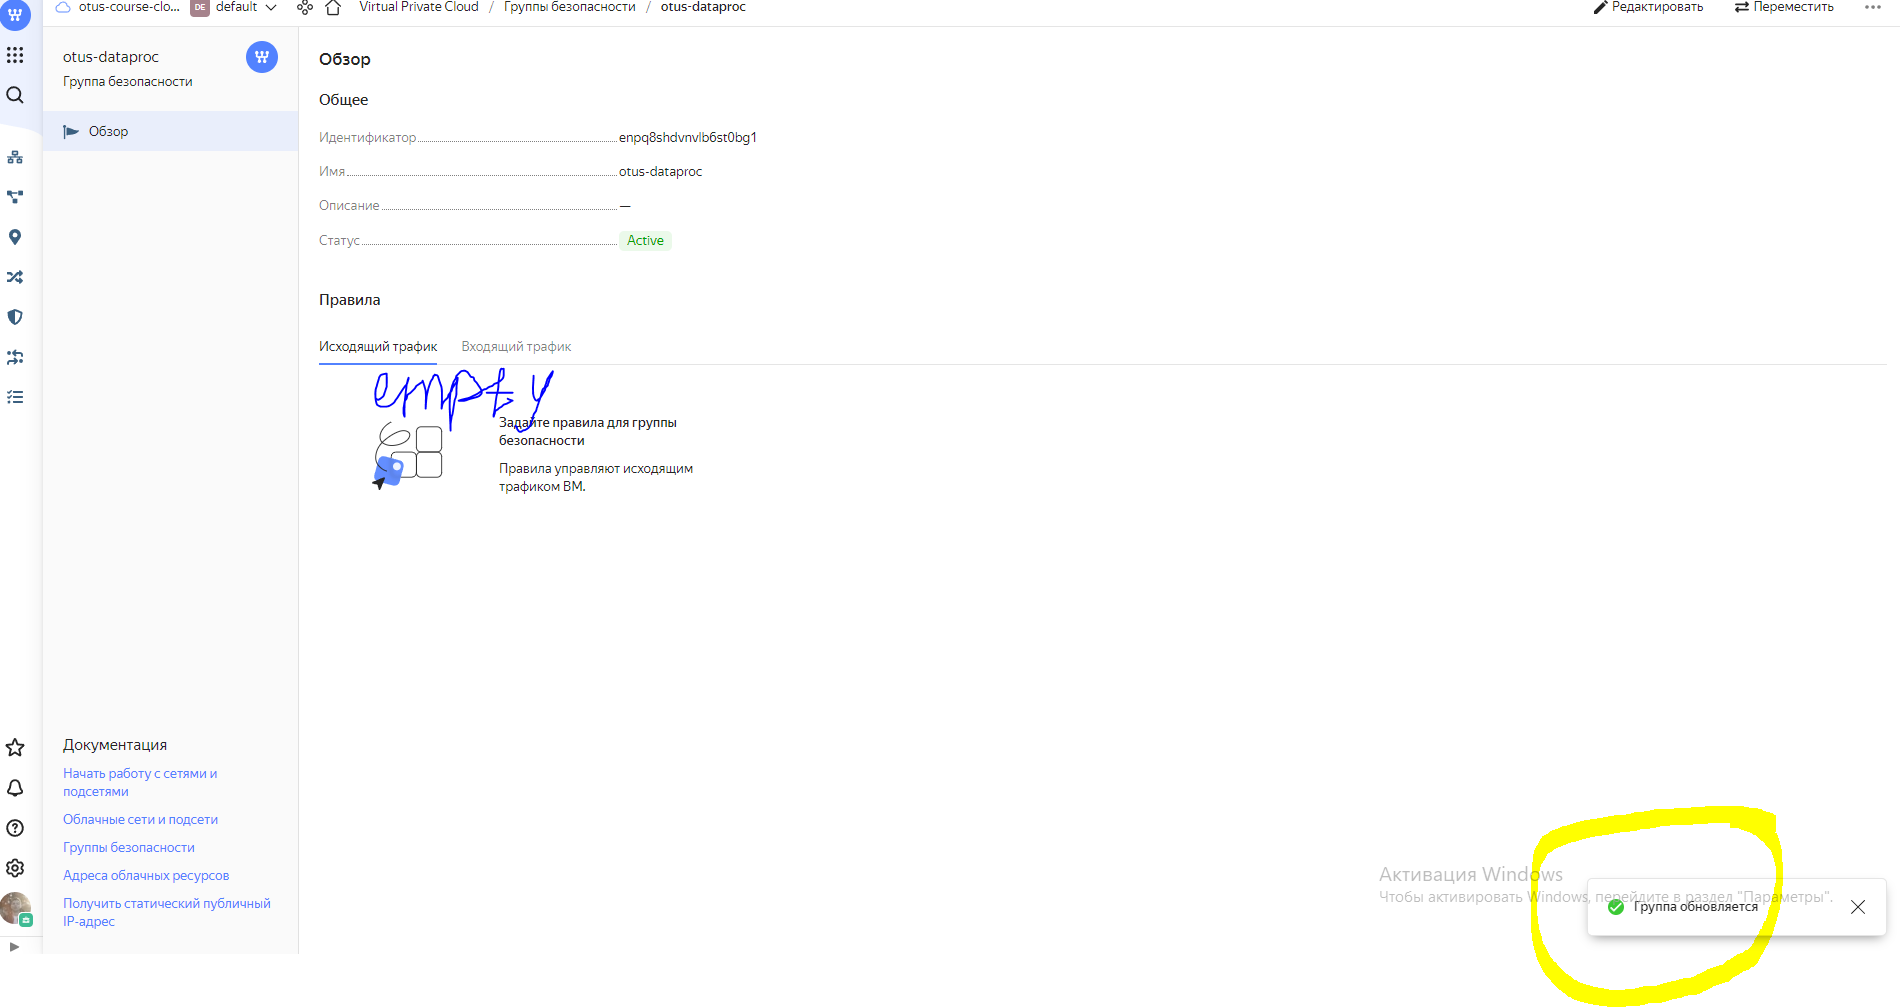 otus-course-clo...
DE
default
Virtual Private Cloud / Группы безопасности / otus-dataproc
Редактировать
Переместить
otus-dataproc
Группа безопасности
Обзор
Обзор
Общее
Идентификатор enpq8shdvnvlb6st0bg1
Имя otus-dataproc
Описание —
Статус Active
Правила
Исходящий трафик Входящий трафик
empty
Задайте правила для группы
безопасности
Правила управляют исходящим
трафиком ВМ.
Документация
Начать работу с сетями и
подсетями
Облачные сети и подсети
Группы безопасности
Адреса облачных ресурсов
Получить статический публичный
IP-адрес
Активация Windows
Чтобы активировать Windows, перейдите в раздел "Параметры".
Группа обновляется